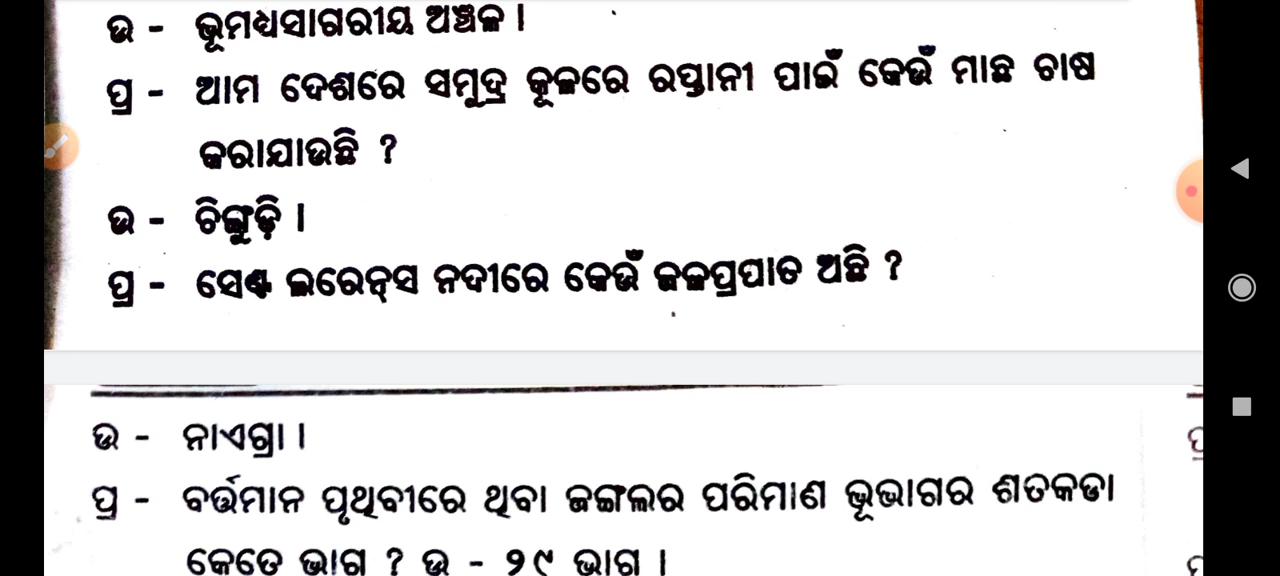 ଉ - ଭୂମଧ୍ୟସାଗରୀୟ ଅଞ୍ଚଳ ।
ପ୍ର - ଆମ ଦେଶରେ ସମୁଦ୍ର କୂଳରେ ରପ୍ତାନୀ ପାଇଁ କେଉଁ ମାଛ ଚାଷ
କରାଯାଉଛି ?
ଉ - ଚିଙ୍ଗୁଡ଼ି ।
ପ୍ର - ସେଣ୍ଟ ଲରେନ୍ସ ନଦୀରେ କେଉଁ ଜଳପ୍ରପାତ ଅଛି ?
ଉ - ନାଏଗ୍ରା ।
ପ୍ର - ବର୍ତ୍ତମାନ ପୃଥିବୀରେ ଥିବା ଜଙ୍ଗଲର ପରିମାଣ ଭୂଭାଗର ଶତକଡା
କେତେ ଭାଗ ? ଉ - ୨୯ ଭାଗ ।